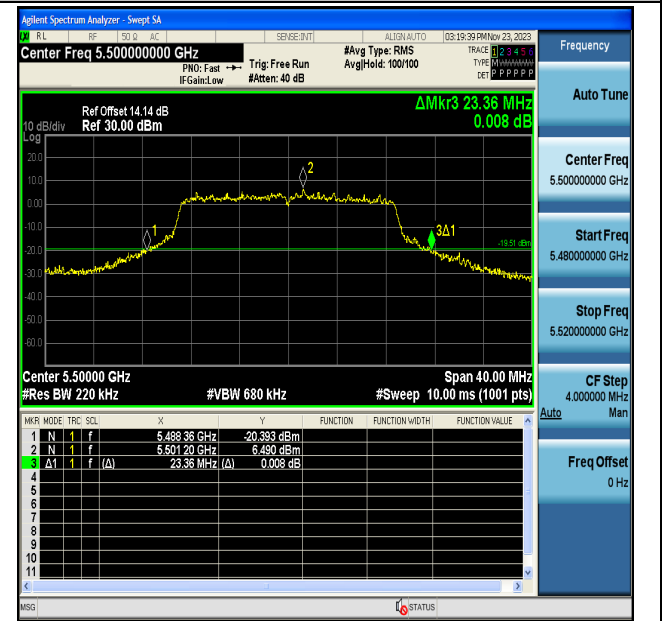 Agilent Spectrum Analyzer - Swept SA
RL RF 50 Ω AC SENSE:INT ALIGN AUTO 03:19:39 PM Nov 23, 2023
Center Freq 5.500000000 GHz
PNO: Fast
IFGain:Low
Trig: Free Run
#Atten: 40 dB
#Avg Type: RMS
Avg|Hold: 100/100
TRACE 1 2 3 4 5 6
TYPE M
DET P P P P P P
Frequency
Auto Tune
Center Freq
5.500000000 GHz
Start Freq
5.480000000 GHz
Stop Freq
5.520000000 GHz
CF Step
4.000000 MHz
Auto Man
Freq Offset
0 Hz
ΔMkr3 23.36 MHz
0.008 dB
Ref Offset 14.14 dB
10 dB/div Ref 30.00 dBm
Log
20.0
10.0
0.00
-10.0
-20.0
-30.0
-40.0
-50.0
-60.0
1
2
3Δ1
-19.51 dBm
Center 5.50000 GHz Span 40.00 MHz
#Res BW 220 kHz #VBW 680 kHz #Sweep 10.00 ms (1001 pts)
MKR MODE TRC SCL X Y FUNCTION FUNCTION WIDTH FUNCTION VALUE
1 N 1 f 5.488 36 GHz -20.393 dBm
2 N 1 f 5.501 20 GHz 6.490 dBm
3 Δ1 1 f (Δ) 23.36 MHz (Δ) 0.008 dB
4
5
6
7
8
9
10
11
MSG STATUS